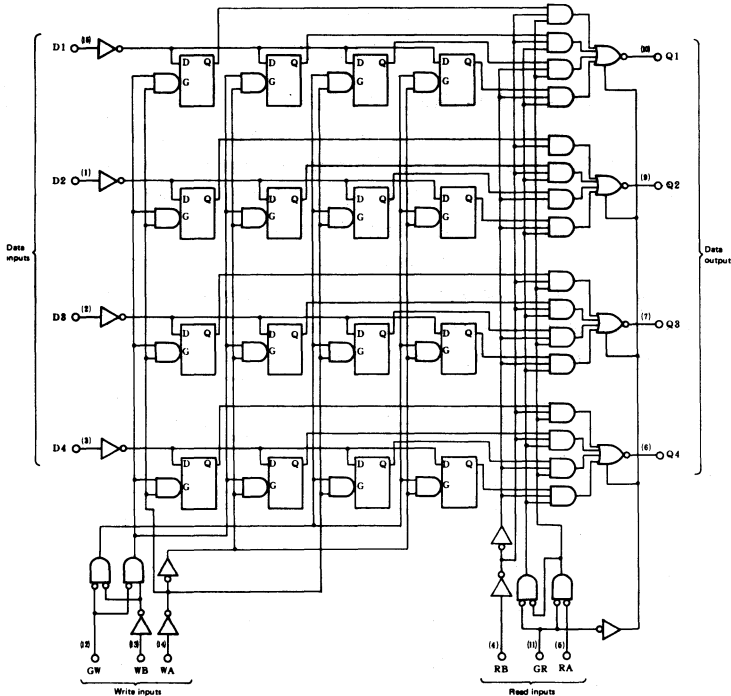 D1 (15)
D Q G D Q G D Q G D Q G
(10) Q1
D2 (1)
D Q G D Q G D Q G D Q G
(9) Q2
Data inputs
Data output
D3 (2)
D Q G D Q G D Q G D Q G
(7) Q3
D4 (3)
D Q G D Q G D Q G D Q G
(6) Q4
(12) (13) (14) (4) (11) (5)
GW WB WA RB GR RA
Write inputs Read inputs